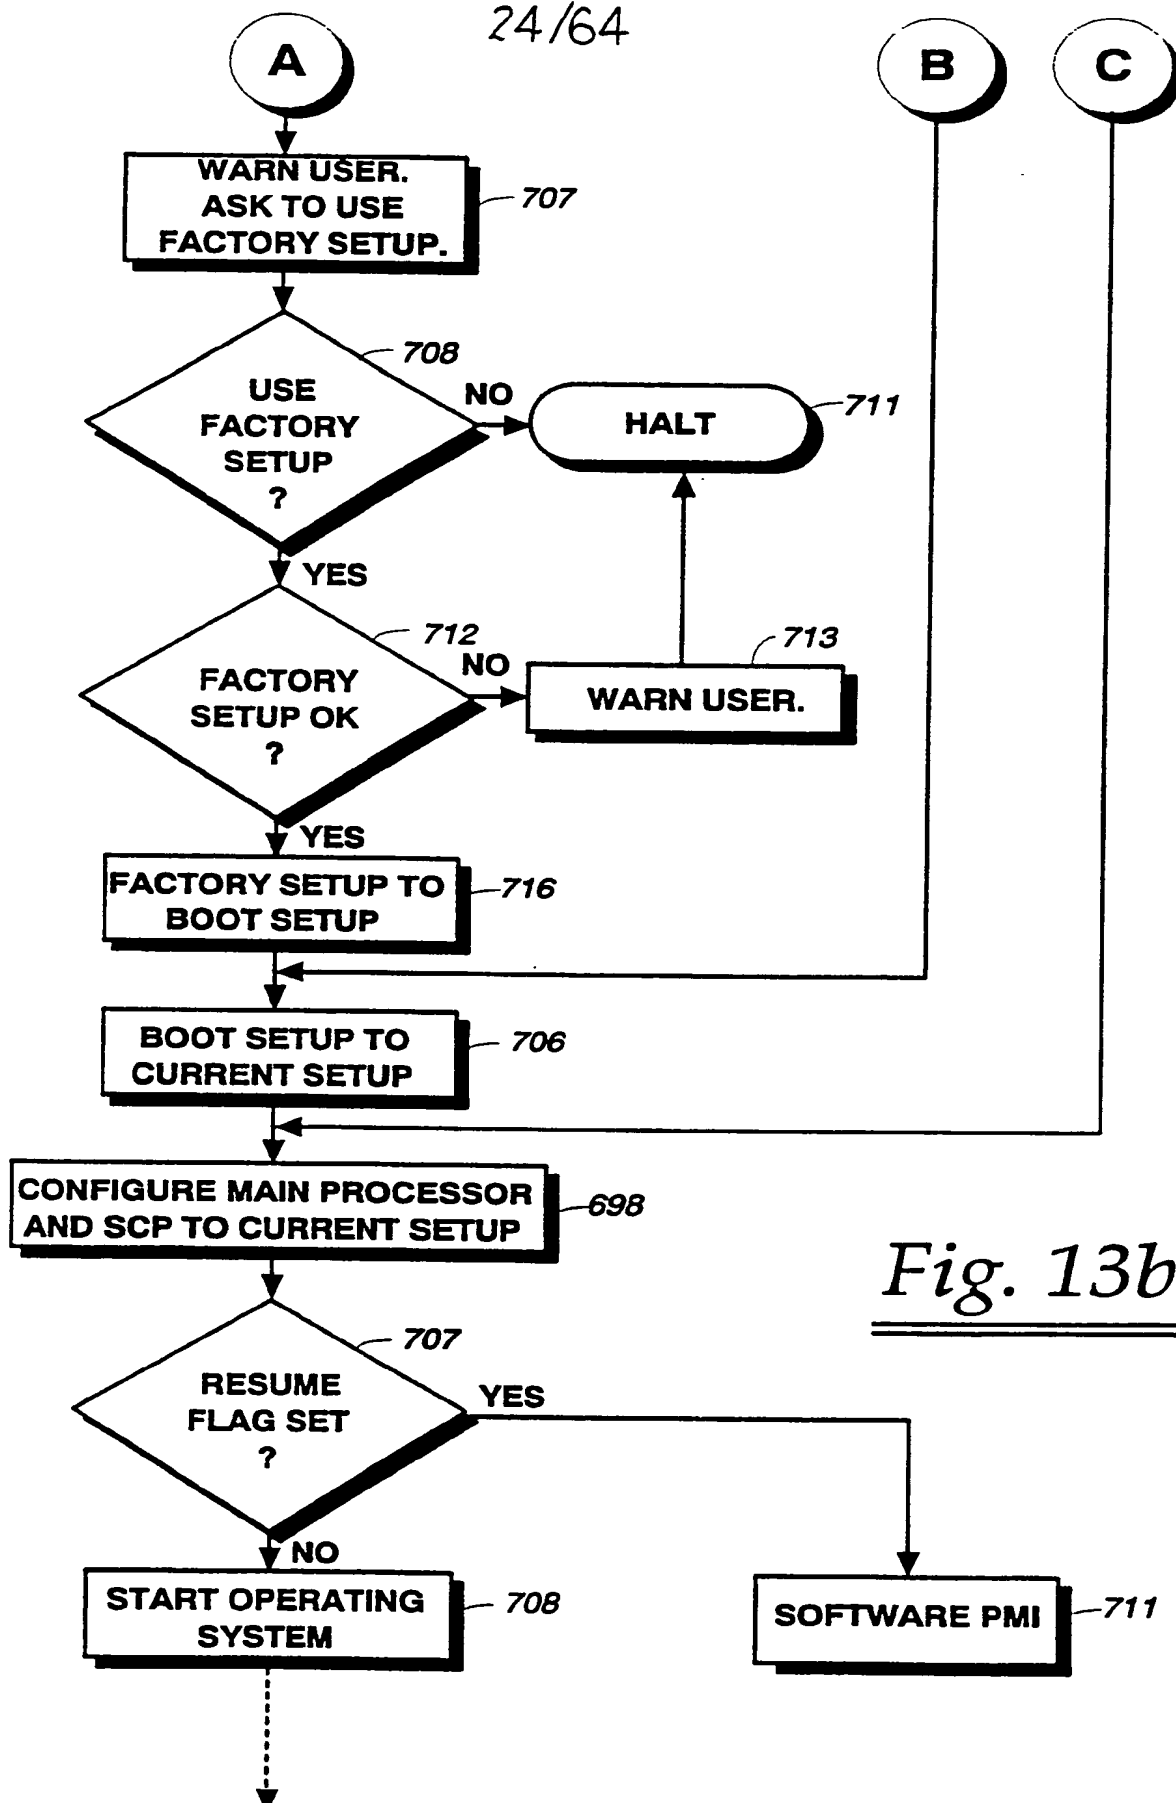 24/64
A
B
C
WARN USER.
ASK TO USE
FACTORY SETUP.
707
708
USE
FACTORY
SETUP
?
NO
HALT
711
YES
712
FACTORY
SETUP OK
?
NO
713
WARN USER.
YES
FACTORY SETUP TO
BOOT SETUP
716
BOOT SETUP TO
CURRENT SETUP
706
CONFIGURE MAIN PROCESSOR
AND SCP TO CURRENT SETUP
698
Fig. 13b
707
RESUME
FLAG SET
?
YES
NO
START OPERATING
SYSTEM
708
SOFTWARE PMI
711